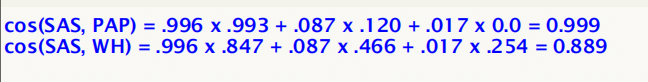 cos(SAS, PAP) = .996 x .993 + .087 x .120 + .017 x 0.0 = 0.999
cos(SAS, WH) = .996 x .847 + .087 x .466 + .017 x .254 = 0.889